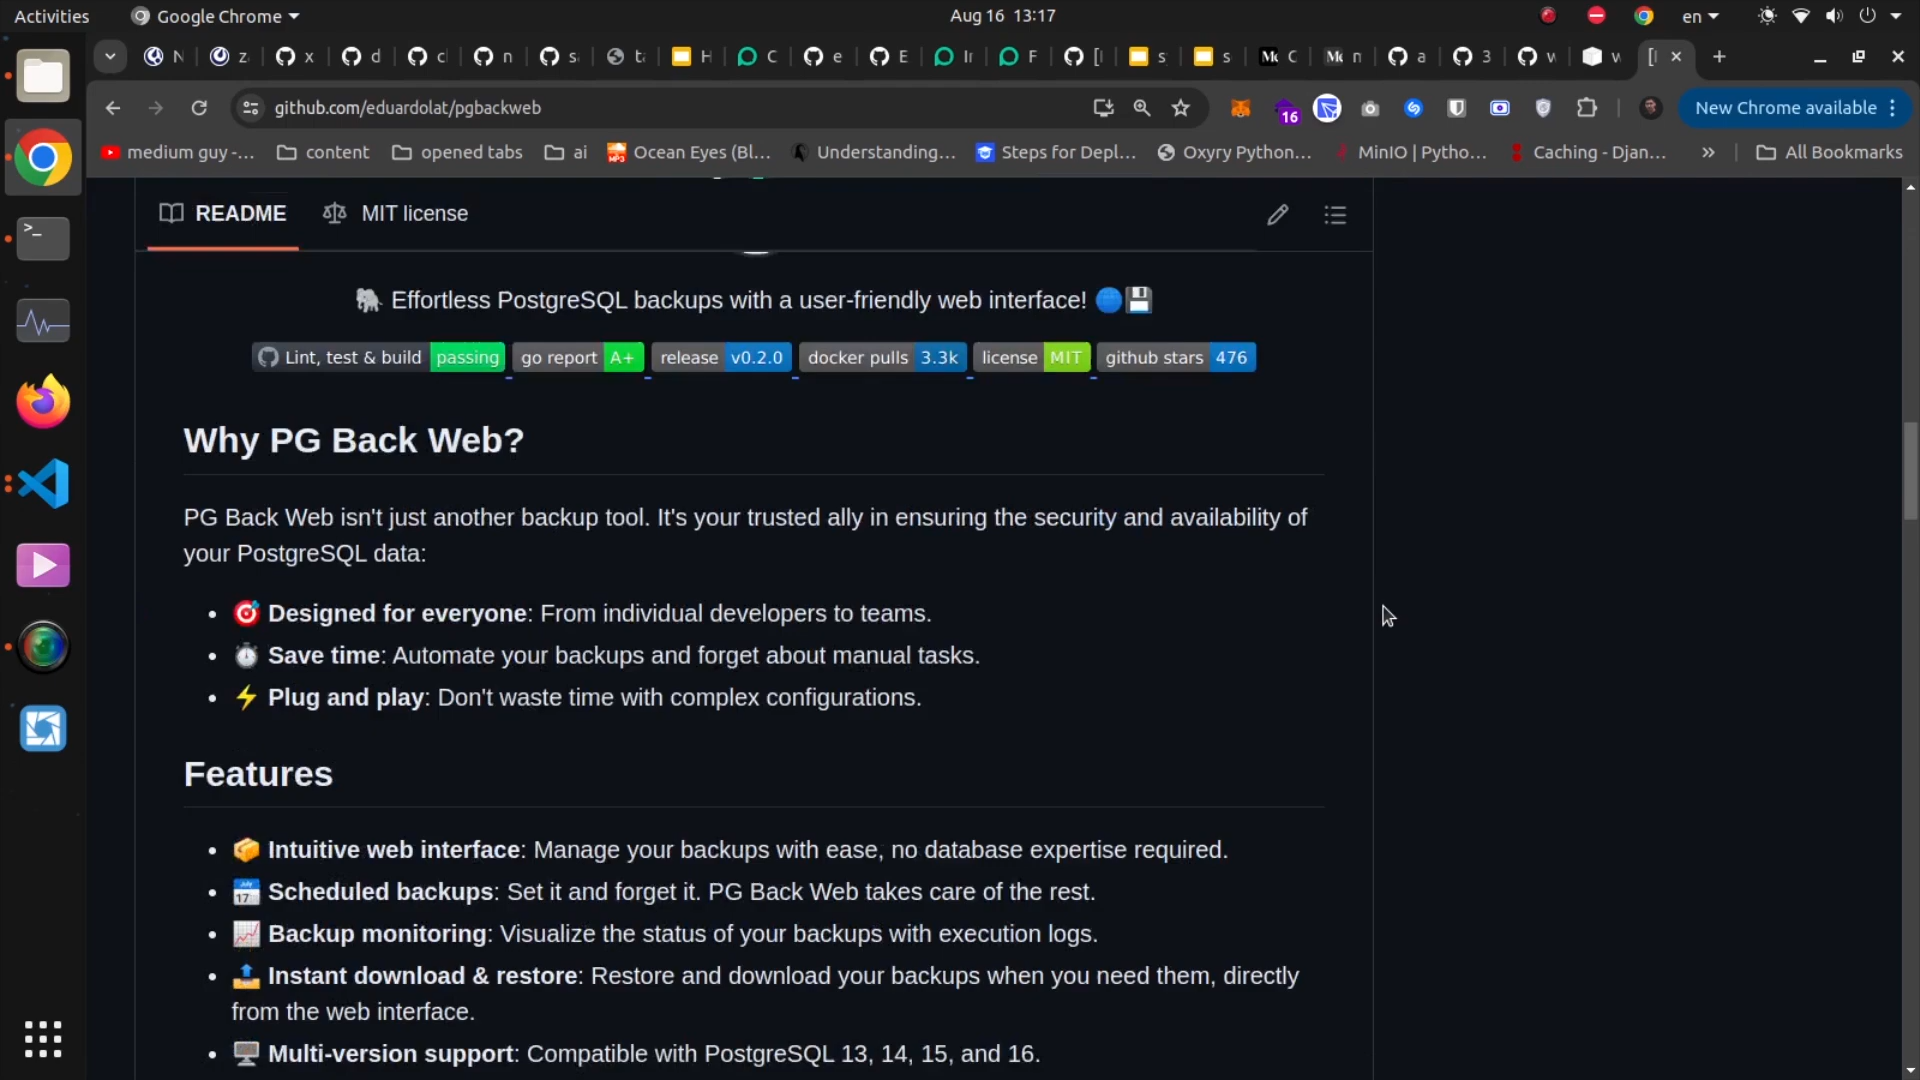 Activities
Google Chrome
Aug 16 13:17
en
N
z
x
d
c
n
s
t
H
C
e
E
Ir
F
[
s
s
C
n
a
3
w
w
[
github.com/eduardolat/pgbackweb
16
New Chrome available
medium guy -...
content
opened tabs
ai
Ocean Eyes (Bl...
Understanding...
Steps for Depl...
Oxyry Python...
MinIO | Pytho...
Caching - Djan...
»
All Bookmarks
README
MIT license
Effortless PostgreSQL backups with a user-friendly web interface!
Lint, test & build passing
go report A+
release v0.2.0
docker pulls 3.3k
license MIT
github stars 476
Why PG Back Web?
PG Back Web isn't just another backup tool. It's your trusted ally in ensuring the security and availability of
your PostgreSQL data:
Designed for everyone: From individual developers to teams.
Save time: Automate your backups and forget about manual tasks.
Plug and play: Don't waste time with complex configurations.
Features
Intuitive web interface: Manage your backups with ease, no database expertise required.
Scheduled backups: Set it and forget it. PG Back Web takes care of the rest.
Backup monitoring: Visualize the status of your backups with execution logs.
Instant download & restore: Restore and download your backups when you need them, directly
from the web interface.
Multi-version support: Compatible with PostgreSQL 13, 14, 15, and 16.